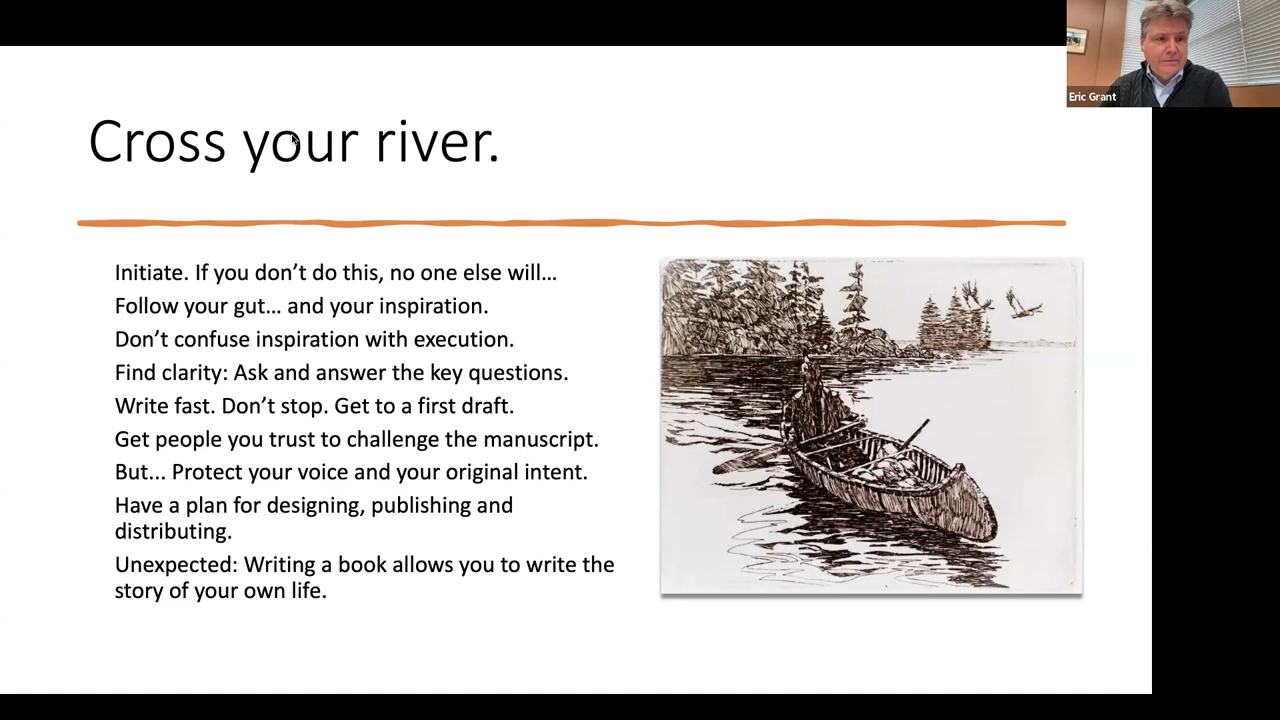 Eric Grant
Cross your river.
Initiate. If you don’t do this, no one else will…
Follow your gut… and your inspiration.
Don’t confuse inspiration with execution.
Find clarity: Ask and answer the key questions.
Write fast. Don’t stop. Get to a first draft.
Get people you trust to challenge the manuscript.
But... Protect your voice and your original intent.
Have a plan for designing, publishing and
distributing.
Unexpected: Writing a book allows you to write the
story of your own life.